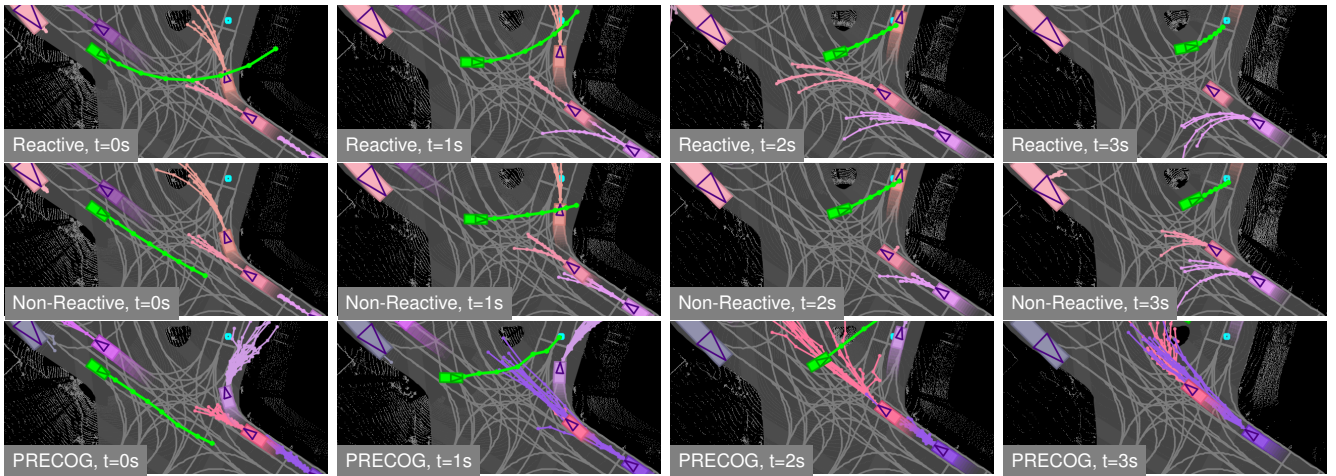 Reactive, t=0s
Reactive, t=1s
Reactive, t=2s
Reactive, t=3s
Non-Reactive, t=0s
Non-Reactive, t=1s
Non-Reactive, t=2s
Non-Reactive, t=3s
PRECOG, t=0s
PRECOG, t=1s
PRECOG, t=2s
PRECOG, t=3s